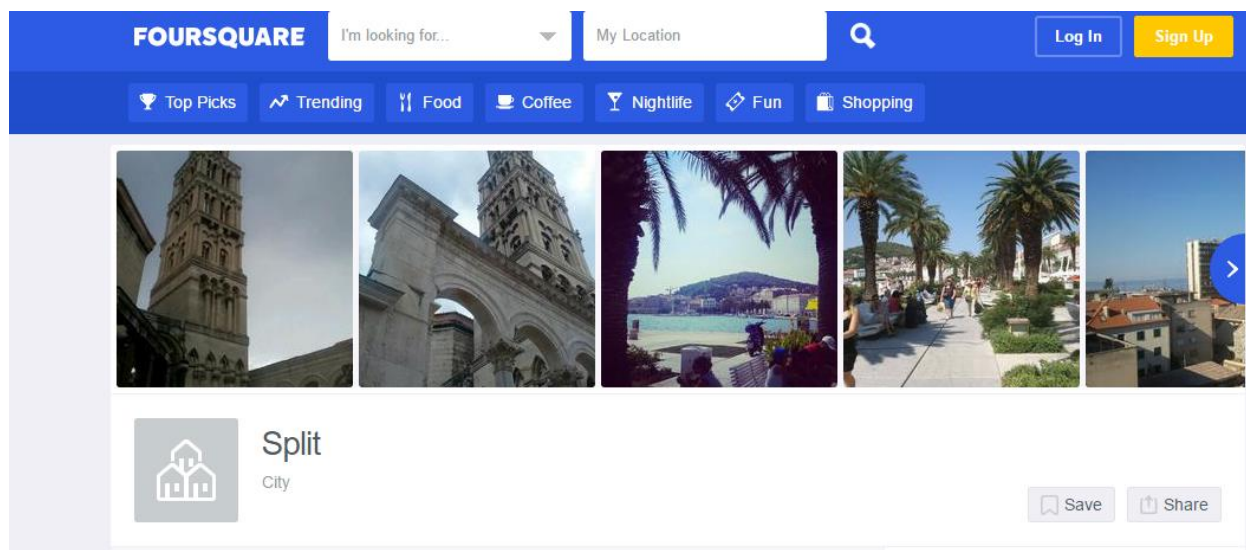 FOURSQUARE I'm looking for... My Location Log In Sign Up
Top Picks Trending Food Coffee Nightlife Fun Shopping
Split
City
Save Share